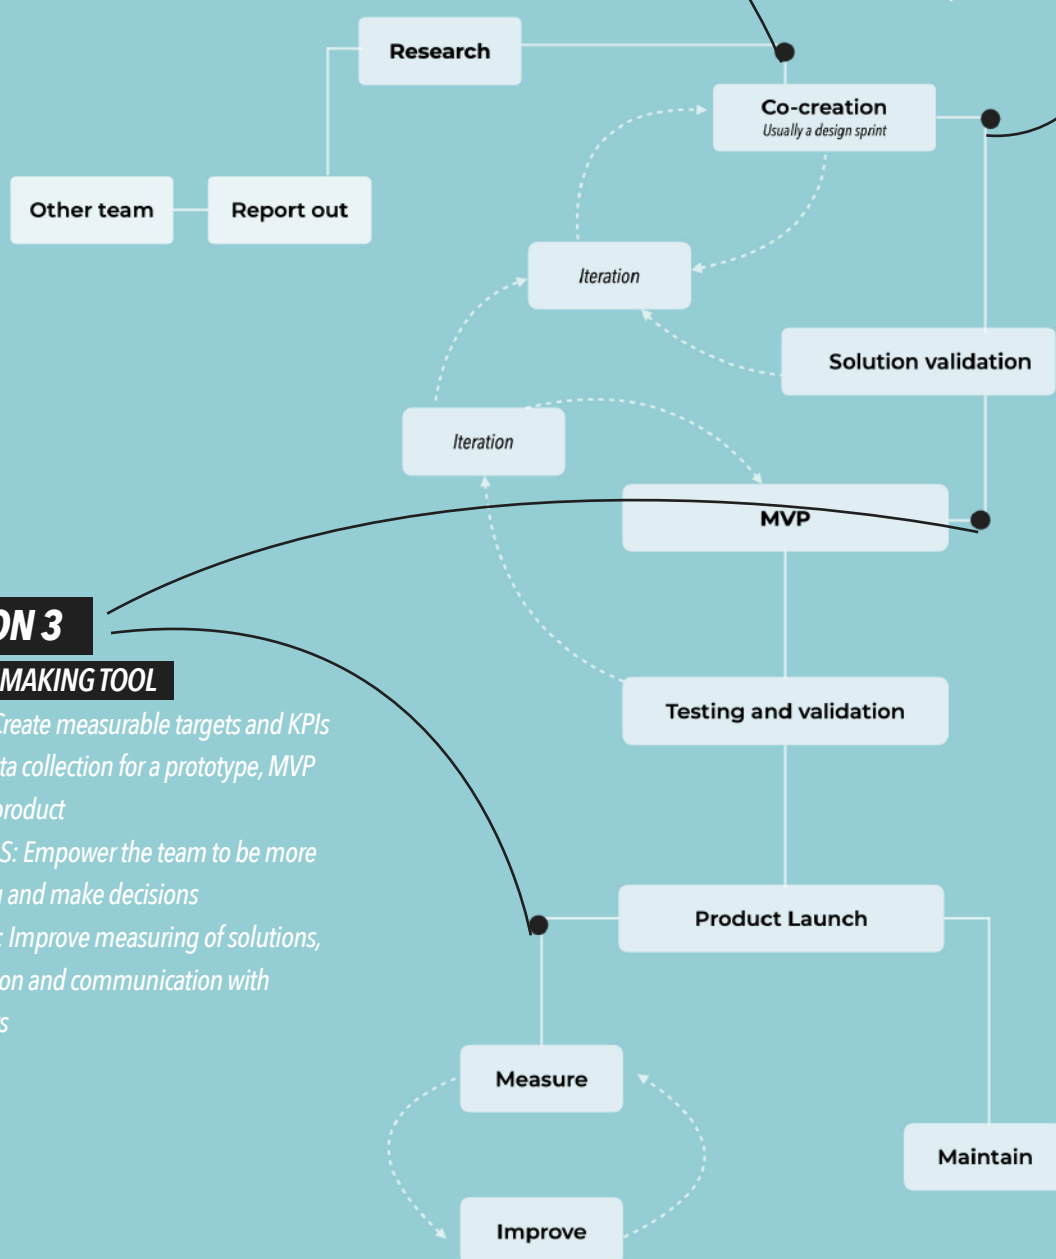 Research
Co-creation
Usually a design sprint
Other team
Report out
Iteration
Solution validation
Iteration
MVP
ON 3
MAKING TOOL
Create measurable targets and KPIs
ta collection for a prototype, MVP
product
S: Empower the team to be more
and make decisions
: Improve measuring of solutions,
on and communication with
s
Testing and validation
Product Launch
Measure
Maintain
Improve